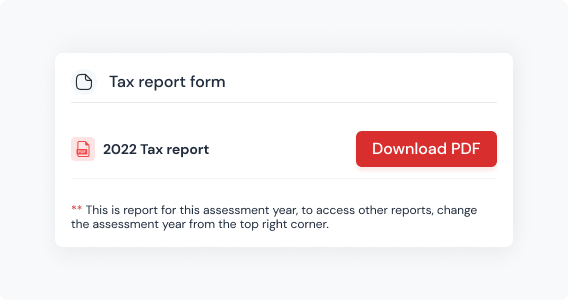 Tax report form
PDF
2022 Tax report
Download PDF
** This is report for this assessment year, to access other reports, change
the assessment year from the top right corner.